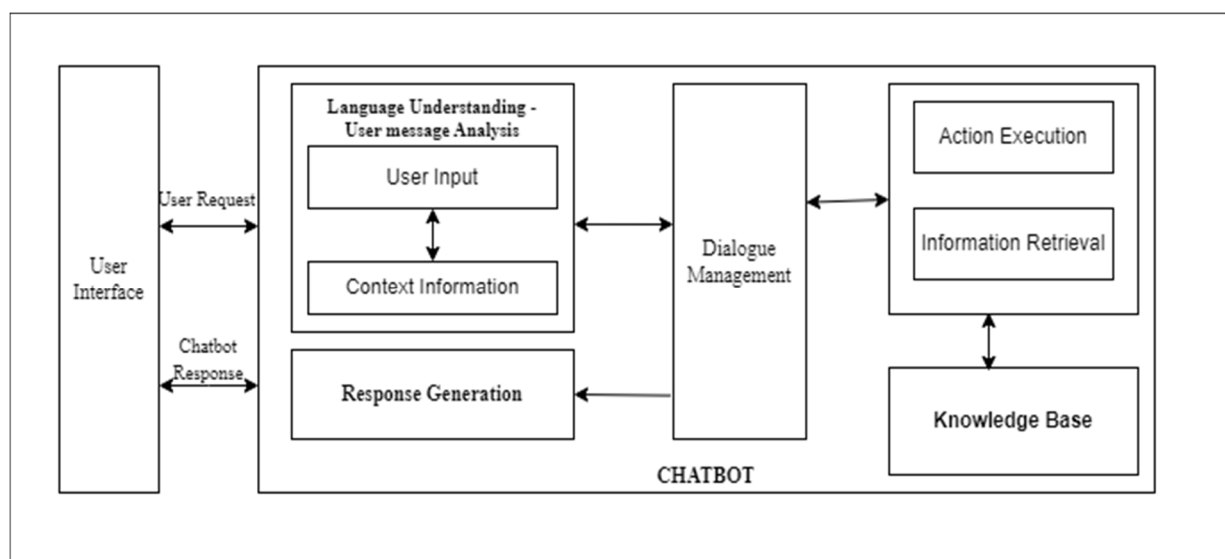 User
Interface
User Request
Chatbot
Response
Language Understanding -
User message Analysis
User Input
Context Information
Response Generation
Dialogue
Management
Action Execution
Information Retrieval
Knowledge Base
CHATBOT